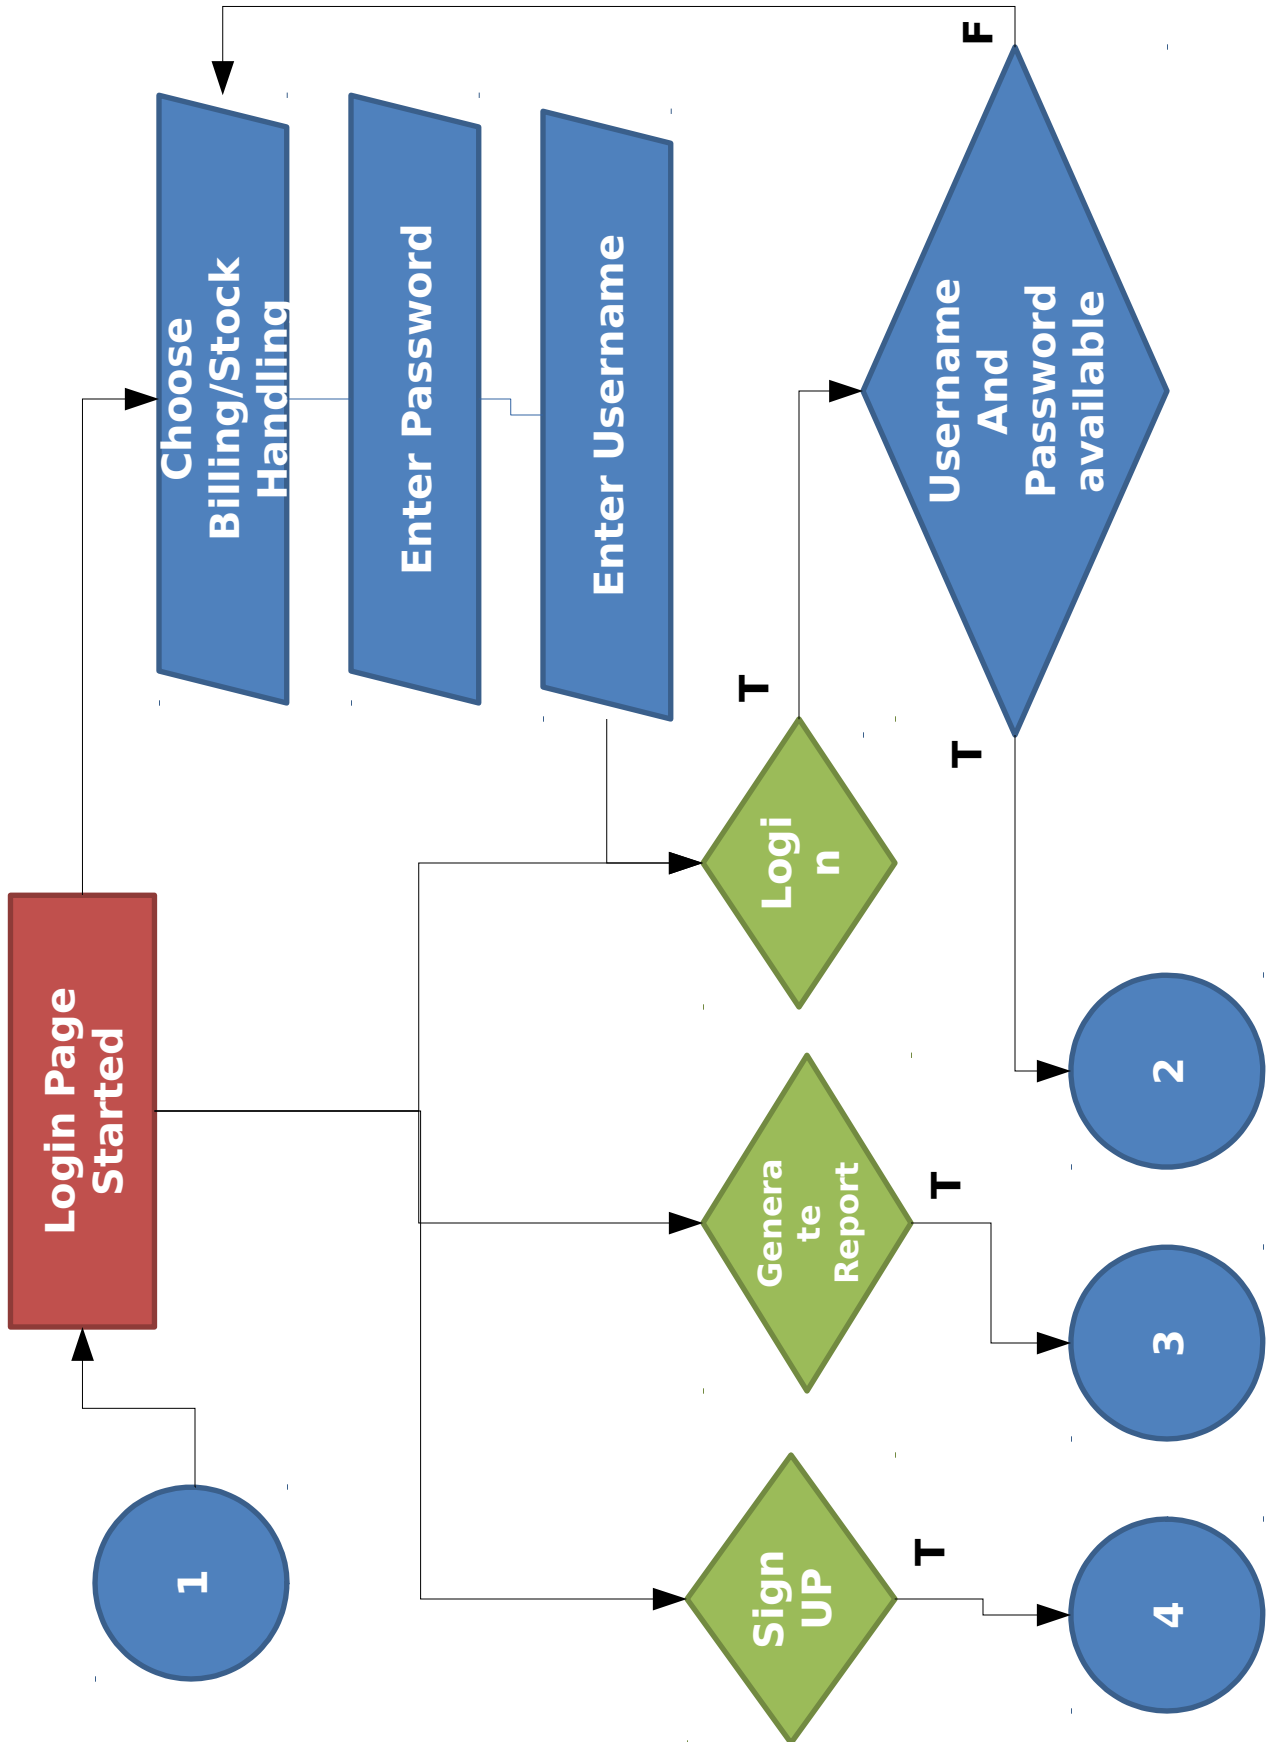 1
Login Page
Started
Choose
Billing/Stock
Handling
Enter Password
Enter Username
Sign
UP
T
Genera
te
Report
T
Logi
n
T
Username
And
Password
available
F
T
4
3
2